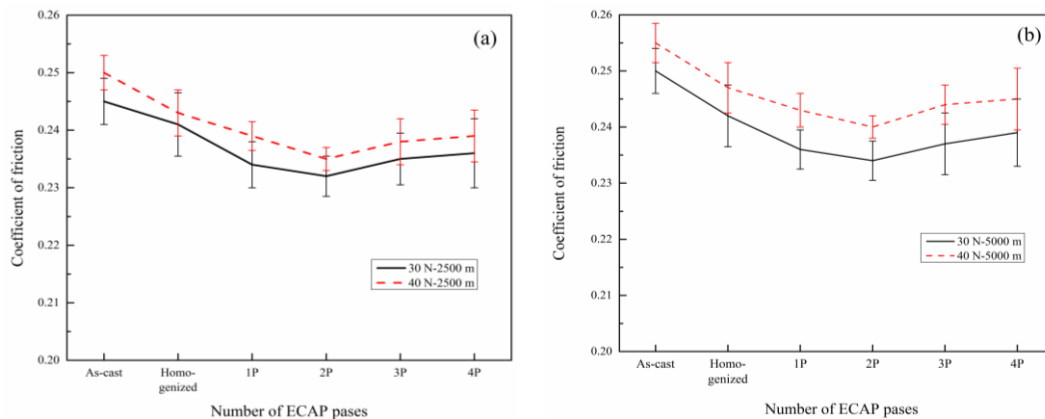 (a)
0.26
0.25
0.24
0.23
0.22
0.21
0.20
Coefficient of friction
30 N-2500 m
40 N-2500 m
As-cast
Homo-
genized
1P
2P
3P
4P
Number of ECAP pases
(b)
0.26
0.25
0.24
0.23
0.22
0.21
0.20
Coefficient of friction
30 N-5000 m
40 N-5000 m
As-cast
Homo-
genized
1P
2P
3P
4P
Number of ECAP pases